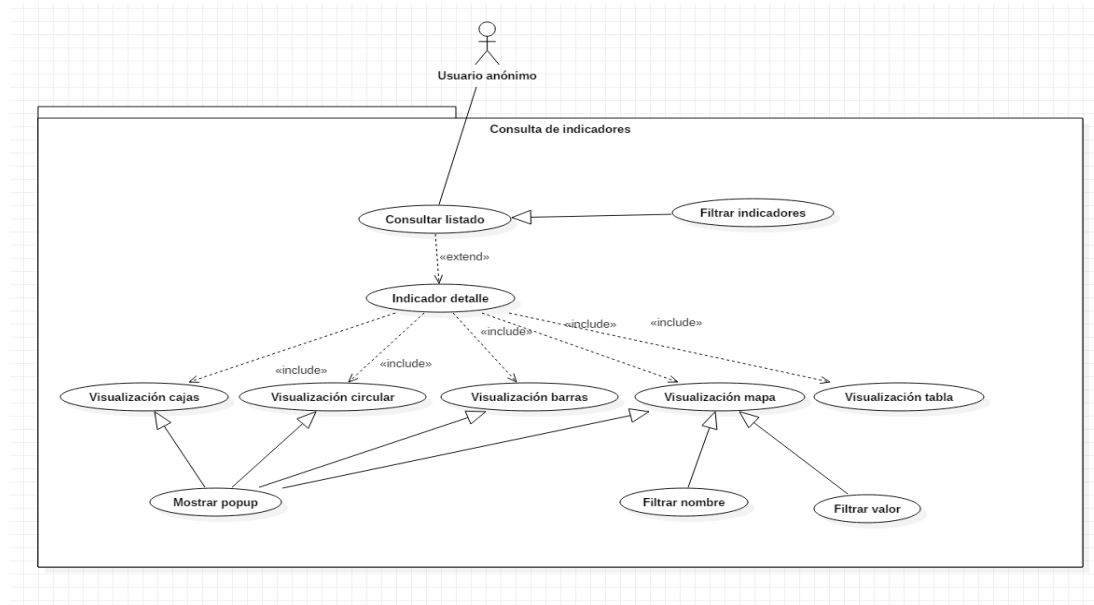 Usuario anónimo
Consulta de indicadores
Consultar listado
Filtrar indicadores
«extend»
Indicador detalle
«include»
«include»
«include»
«include»
«include»
Visualización cajas
Visualización circular
Visualización barras
Visualización mapa
Visualización tabla
Mostrar popup
Filtrar nombre
Filtrar valor